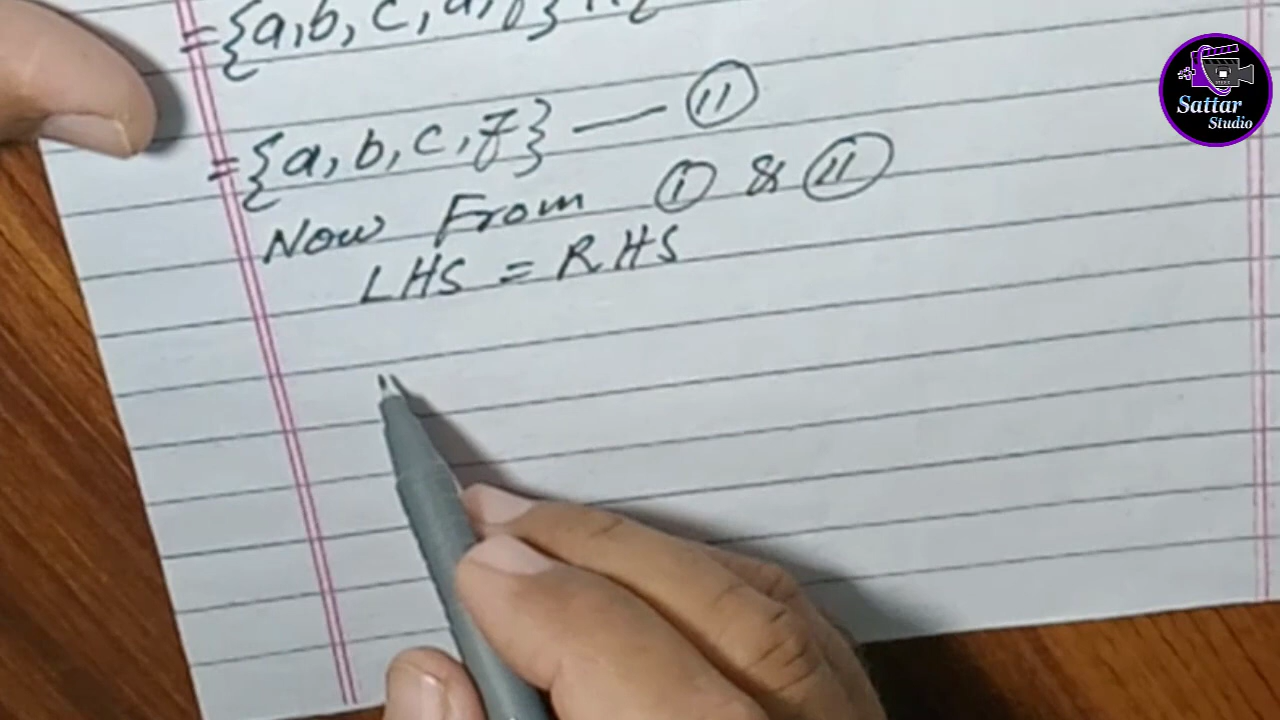 ={a, b, c, d, f}
={a, b, c, f} — (ii)
Now From (i) & (ii)
LHS = RHS
Sattar
Studio